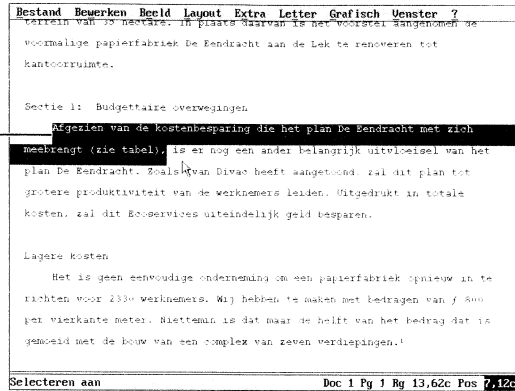 Bestand Bewerken Beeld Layout Extra Letter Grafisch Venster ?
terrein van 35 hectare. In plaats daarvan is het voorstel aangenomen de
voormalige papierfabriek De Eendracht aan de Lek te renoveren tot
kantoorruimte.
Sectie 1: Budgettaire overwegingen
Afgezien van de kostenbesparing die het plan De Eendracht met zich
meebrengt (zie tabel), is er nog een ander belangrijk uitvloeisel van het
plan De Eendracht. Zoals van Divac heeft aangetoond, zal dit plan tot
grotere produktiviteit van de werknemers leiden. Uitgedrukt in totale
kosten, zal dit Ecoservices uiteindelijk geld besparen.
Lagere kosten
Het is geen eenvoudige onderneming om een papierfabriek opnieuw in te
richten voor 2330 werknemers. Wij hebben te maken met bedragen van ƒ 800
per vierkante meter. Niettemin is dat maar de helft van het bedrag dat is
gemoeid met de bouw van een complex van zeven verdiepingen.¹
Selecteren aan Doc 1 Pg 1 Rg 13,62c Pos 7,12c